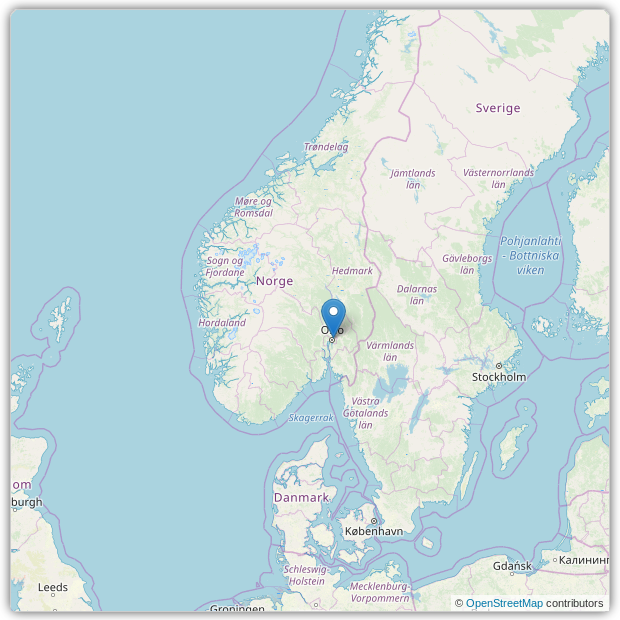 Sverige
Trøndelag
Jämtlands
län
Västernorrlands
län
Møre og
Romsdal
Pohjanlahti
- Bottniska
viken
Gävleborgs
län
Sogn og
Fjordane
Hedmark
Norge
Dalarnas
län
Hordaland
Värmlands
län
Stockholm
Västra
Götalands
län
Skagerrak
om
burgh
Danmark
København
Gdańsk
Калининг
Schleswig-
Holstein
Mecklenburg-
Vorpommern
Leeds
Groningen
© OpenStreetMap contributors